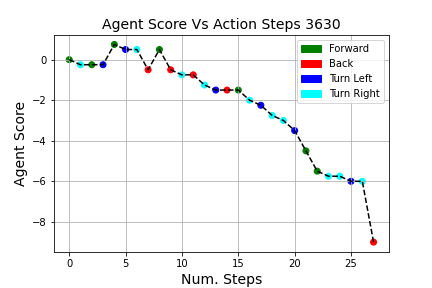 Agent Score Vs Action Steps 3630
Forward
Back
Turn Left
Turn Right
Agent Score
0
−2
−4
−6
−8
0 5 10 15 20 25
Num. Steps